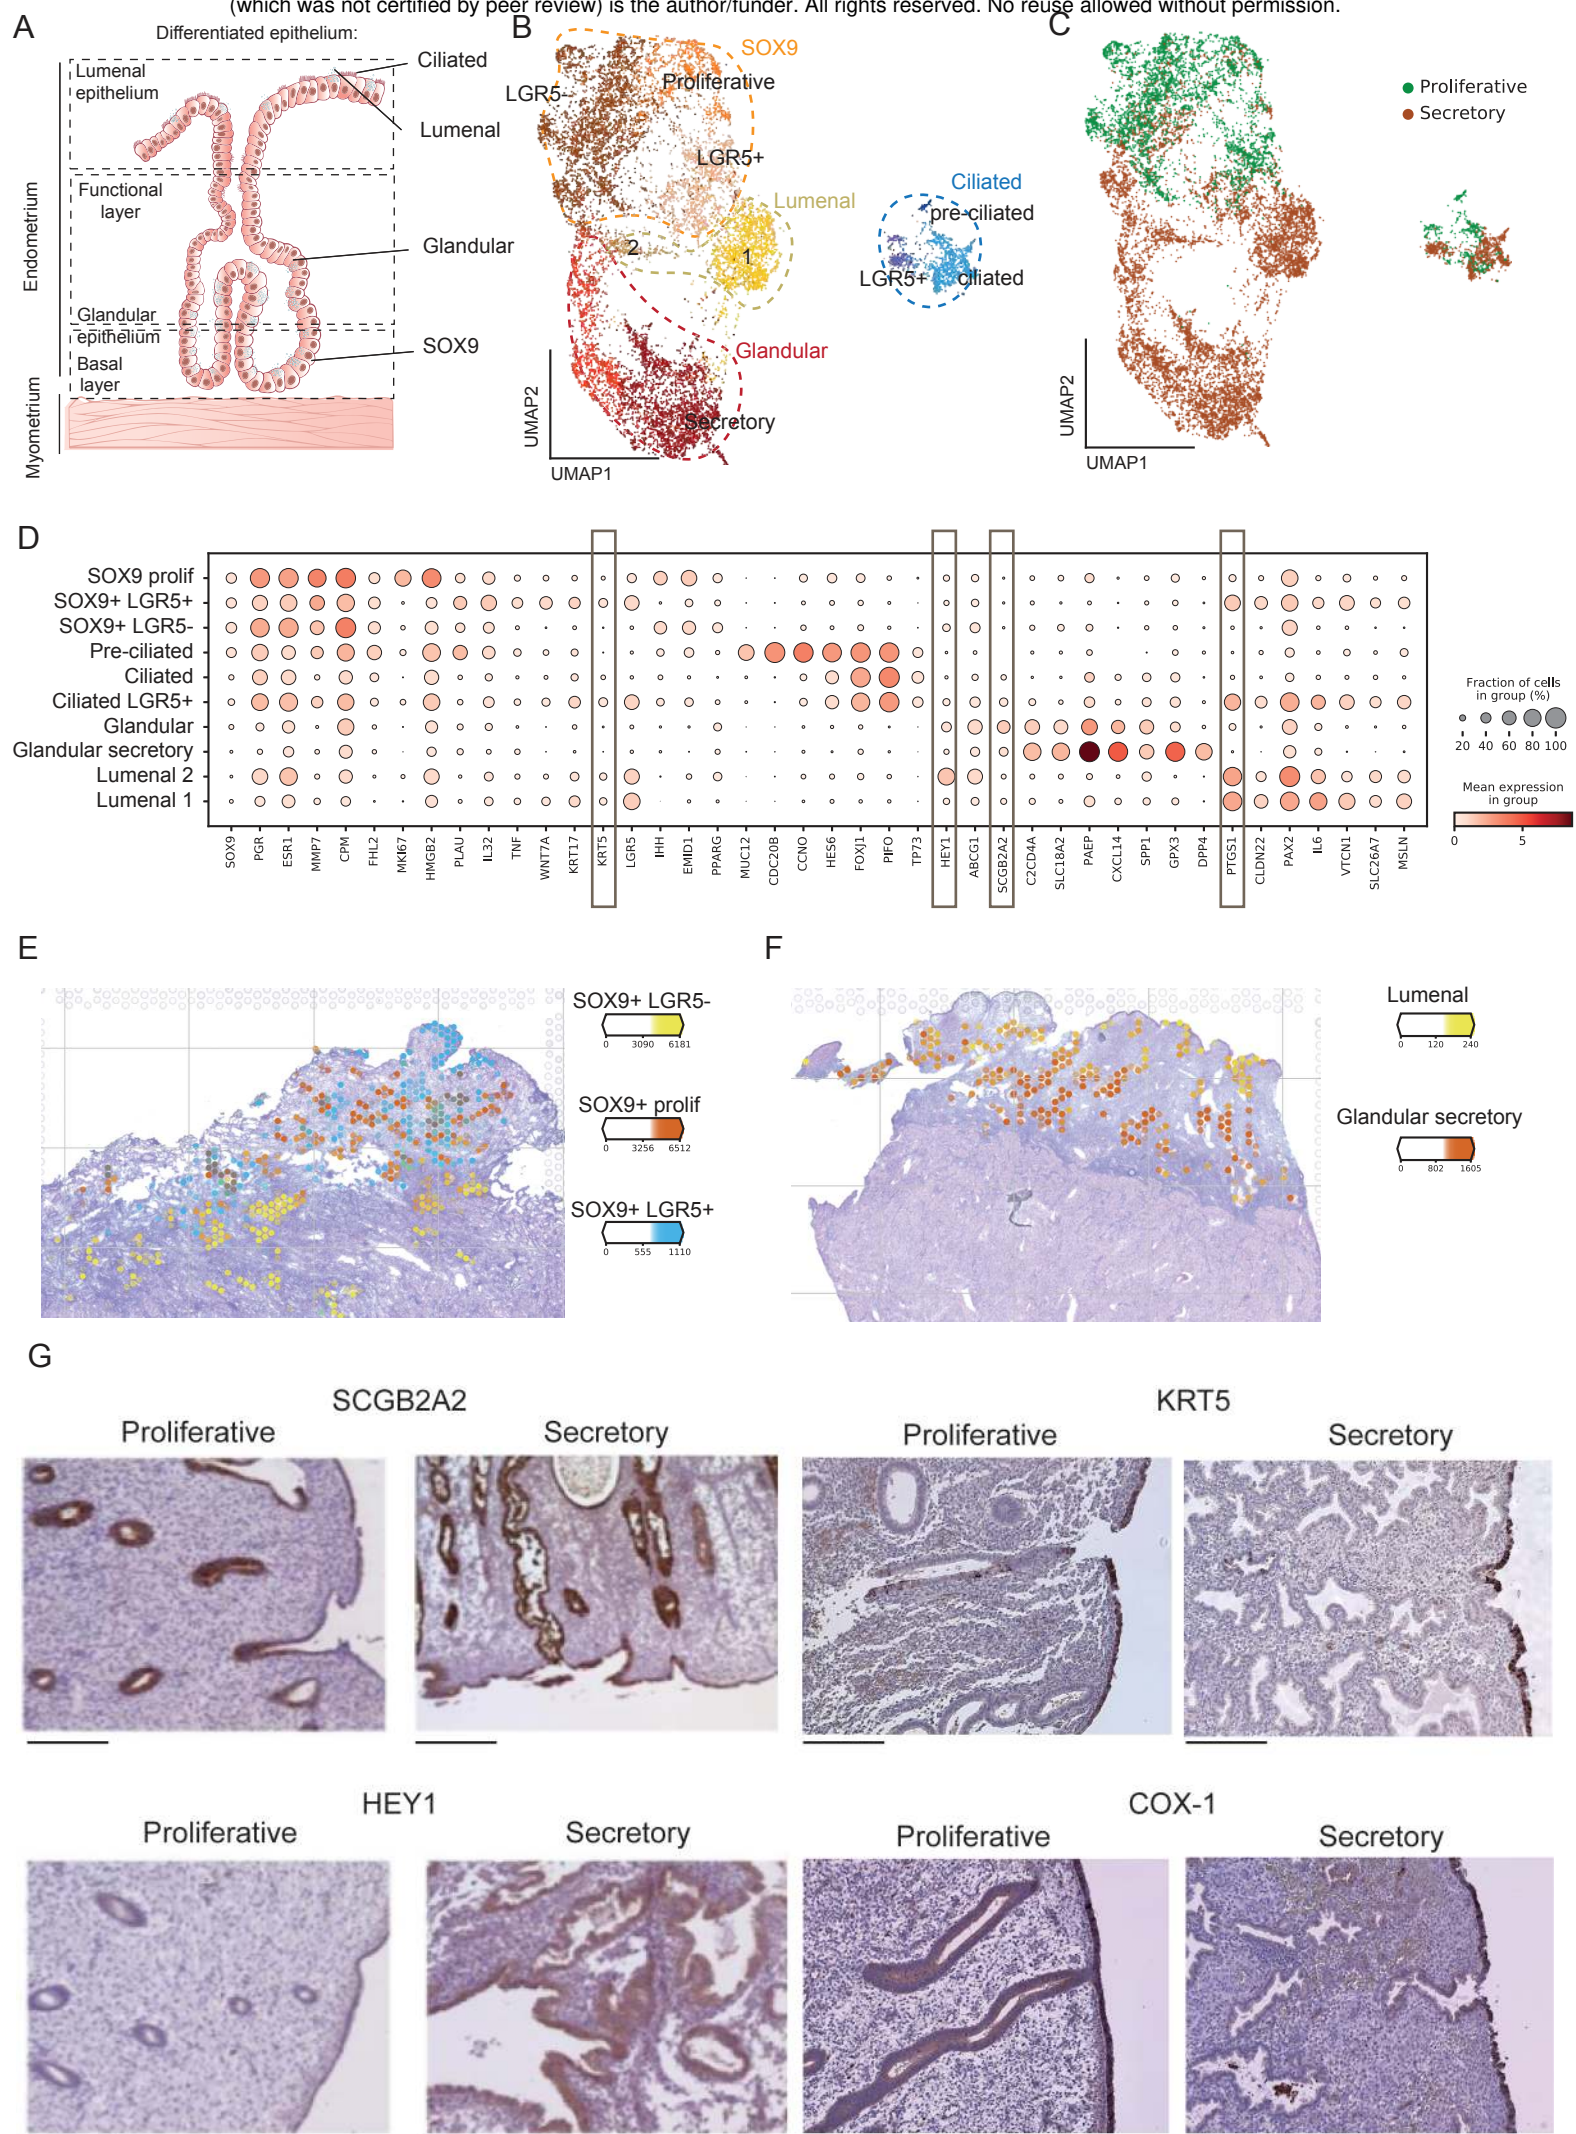 (which was not certified by peer review) is the author/funder. All rights reserved. No reuse allowed without permission.
A
Differentiated epithelium:
Lumenal
epithelium
Ciliated
Lumenal
Functional
layer
Glandular
Glandular
epithelium
SOX9
Basal
layer
Endometrium
Myometrium
B
SOX9
Proliferative
LGR5-
LGR5+
Lumenal
2
1
Ciliated
pre-ciliated
LGR5+
ciliated
Glandular
Secretory
UMAP2
UMAP1
C
Proliferative
Secretory
UMAP2
UMAP1
D
SOX9 prolif
SOX9+ LGR5+
SOX9+ LGR5-
Pre-ciliated
Ciliated
Ciliated LGR5+
Glandular
Glandular secretory
Lumenal 2
Lumenal 1
SOX9
PGR
ESR1
MMP7
CPM
FHL2
MKI67
HMGB2
PLAU
IL32
TNF
WNT7A
KRT17
KRT5
LGR5
IHH
EMID1
PPARG
MUC12
CDC20B
CCNO
HES6
FOXJ1
PIFO
TP73
HEY1
ABCG1
SCGB2A2
C2CD4A
SLC18A2
PAEP
CXCL14
SPP1
GPX3
DPP4
PTGS1
CLDN22
PAX2
IL6
VTCN1
SLC26A7
MSLN
Fraction of cells
in group (%)
20 40 60 80 100
Mean expression
in group
0 5
E
SOX9+ LGR5-
0 3090 6181
SOX9+ prolif
0 3256 6512
SOX9+ LGR5+
0 555 1110
F
Lumenal
0 120 240
Glandular secretory
0 802 1605
G
SCGB2A2
Proliferative
Secretory
KRT5
Proliferative
Secretory
HEY1
Proliferative
Secretory
COX-1
Proliferative
Secretory